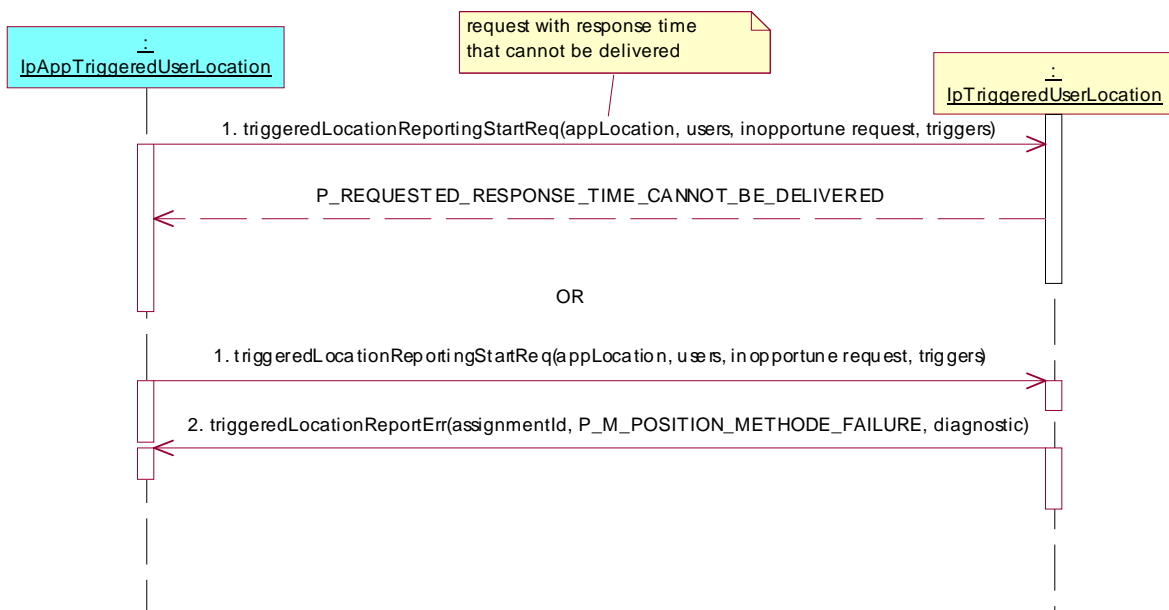 request with response time
that cannot be delivered
:
IpAppTriggeredUserLocation
:
IpTriggeredUserLocation
1. triggeredLocationReportingStartReq(appLocation, users, inopportune request, triggers)
P_REQUESTED_RESPONSE_TIME_CANNOT_BE_DELIVERED
OR
1. triggeredLocationReportingStartReq(appLocation, users, inopportune request, triggers)
2. triggeredLocationReportErr(assignmentId, P_M_POSITION_METHODE_FAILURE, diagnostic)